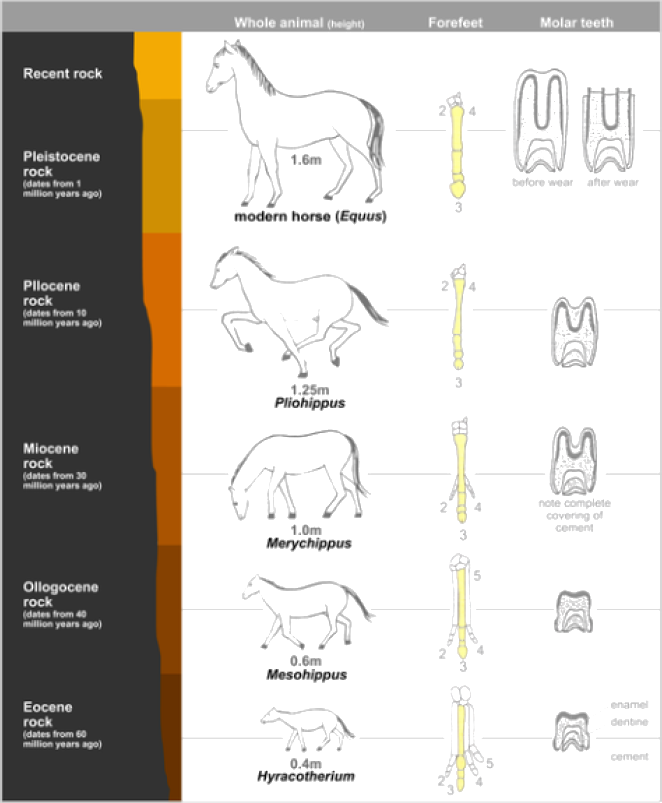 Whole animal (height) Forefeet Molar teeth
Recent rock
2 4
1.6m
Pleistocene
rock
(dates from 1
million years ago)
before wear after wear
3
modern horse (Equus)
Pliocene
rock
(dates from 10
million years ago)
2 4
3
1.25m
Pliohippus
Miocene
rock
(dates from 30
million years ago)
2 4
3
note complete
covering of
cement
1.0m
Merychippus
Ollogocene
rock
(dates from 40
million years ago)
5
2 4
3
0.6m
Mesohippus
Eocene
rock
(dates from 60
million years ago)
enamel
dentine
cement
5
2 4
3
0.4m
Hyracotherium